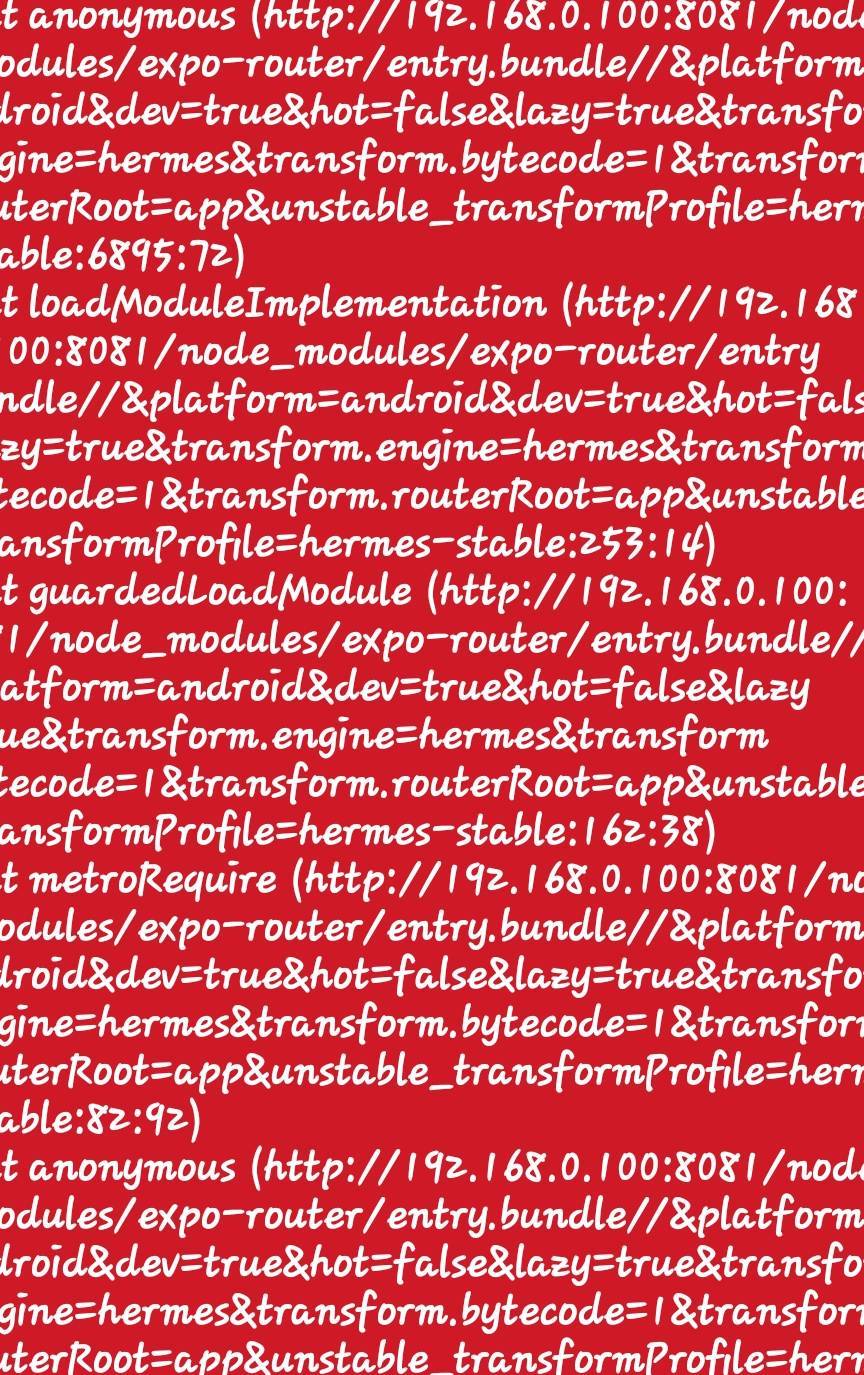 t anonymous (http://192.168.0.100:8081/node
odules/expo-router/entry.bundle//&platform
droid&dev=true&hot=false&lazy=true&transfo
gine=hermes&transform.bytecode=1&transfor
uterRoot=app&unstable_transformProfile=herm
able:6895:72)
t loadModuleImplementation (http://192.168
100:8081/node_modules/expo-router/entry
ndle//&platform=android&dev=true&hot=fals
zy=true&transform.engine=hermes&transform
tecode=1&transform.routerRoot=app&unstable
ansformProfile=hermes-stable:253:14)
t guardedLoadModule (http://192.168.0.100:
1/node_modules/expo-router/entry.bundle//
atform=android&dev=true&hot=false&lazy
ue&transform.engine=hermes&transform
tecode=1&transform.routerRoot=app&unstable
ansformProfile=hermes-stable:162:38)
t metroRequire (http://192.168.0.100:8081/no
odules/expo-router/entry.bundle//&platform
droid&dev=true&hot=false&lazy=true&transfo
gine=hermes&transform.bytecode=1&transfor
uterRoot=app&unstable_transformProfile=herm
able:82:92)
t anonymous (http://192.168.0.100:8081/node
odules/expo-router/entry.bundle//&platform
droid&dev=true&hot=false&lazy=true&transfo
gine=hermes&transform.bytecode=1&transfor
uterRoot=app&unstable_transformProfile=herm